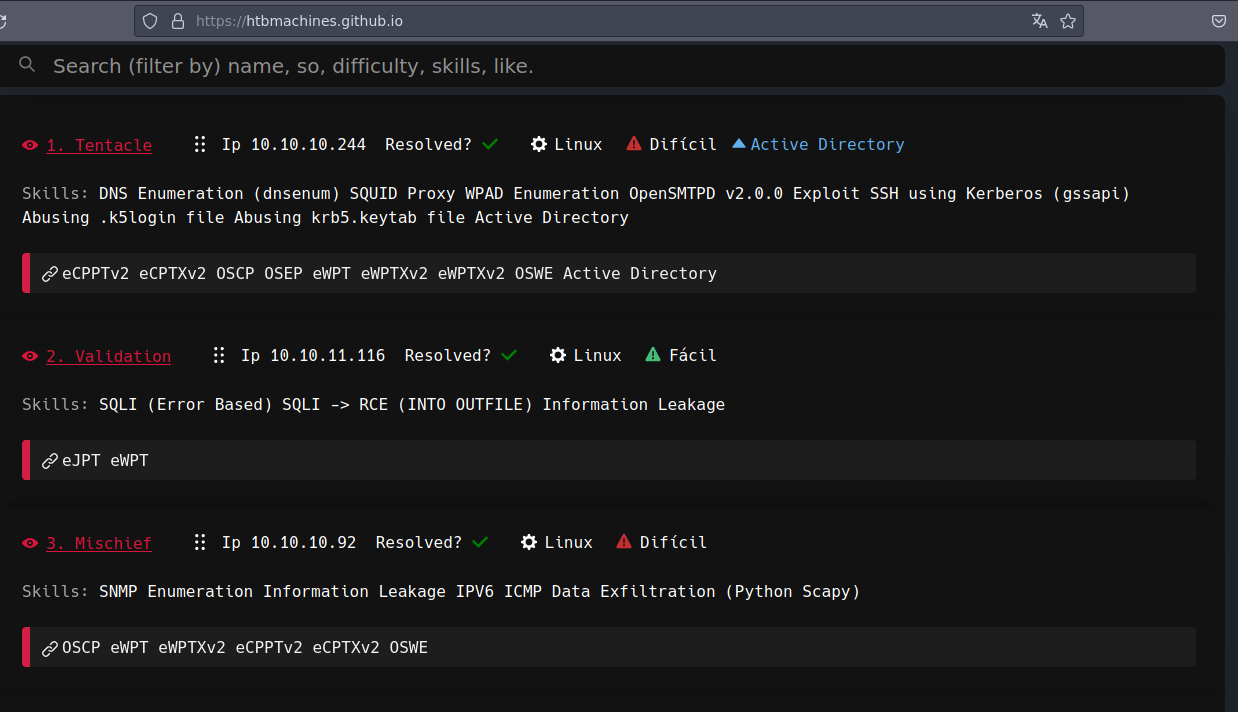 https://htbmachines.github.io
Search (filter by) name, so, difficulty, skills, like.
1. Tentacle Ip 10.10.10.244 Resolved? Linux Difícil Active Directory
Skills: DNS Enumeration (dnsenum) SQUID Proxy WPAD Enumeration OpenSMTPD v2.0.0 Exploit SSH using Kerberos (gssapi)
Abusing .k5login file Abusing krb5.keytab file Active Directory
eCPPTv2 eCPTXv2 OSCP OSEP eWPT eWPTXv2 eWPTXv2 OSWE Active Directory
2. Validation Ip 10.10.11.116 Resolved? Linux Fácil
Skills: SQLI (Error Based) SQLI -> RCE (INTO OUTFILE) Information Leakage
eJPT eWPT
3. Mischief Ip 10.10.10.92 Resolved? Linux Difícil
Skills: SNMP Enumeration Information Leakage IPV6 ICMP Data Exfiltration (Python Scapy)
OSCP eWPT eWPTXv2 eCPPTv2 eCPTXv2 OSWE